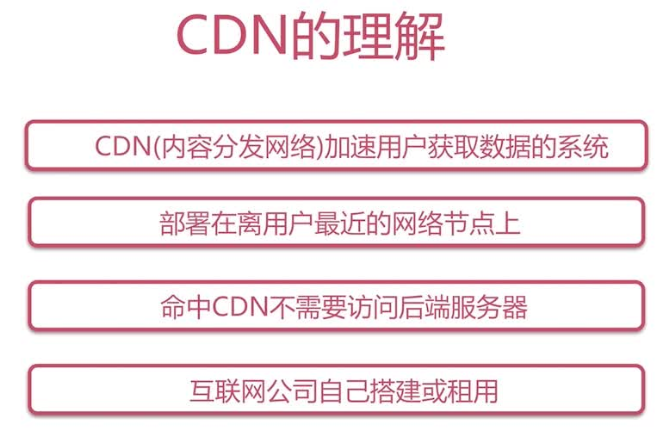 CDN的理解
CDN(内容分发网络)加速用户获取数据的系统
部署在离用户最近的网络节点上
命中CDN不需要访问后端服务器
互联网公司自己搭建或租用